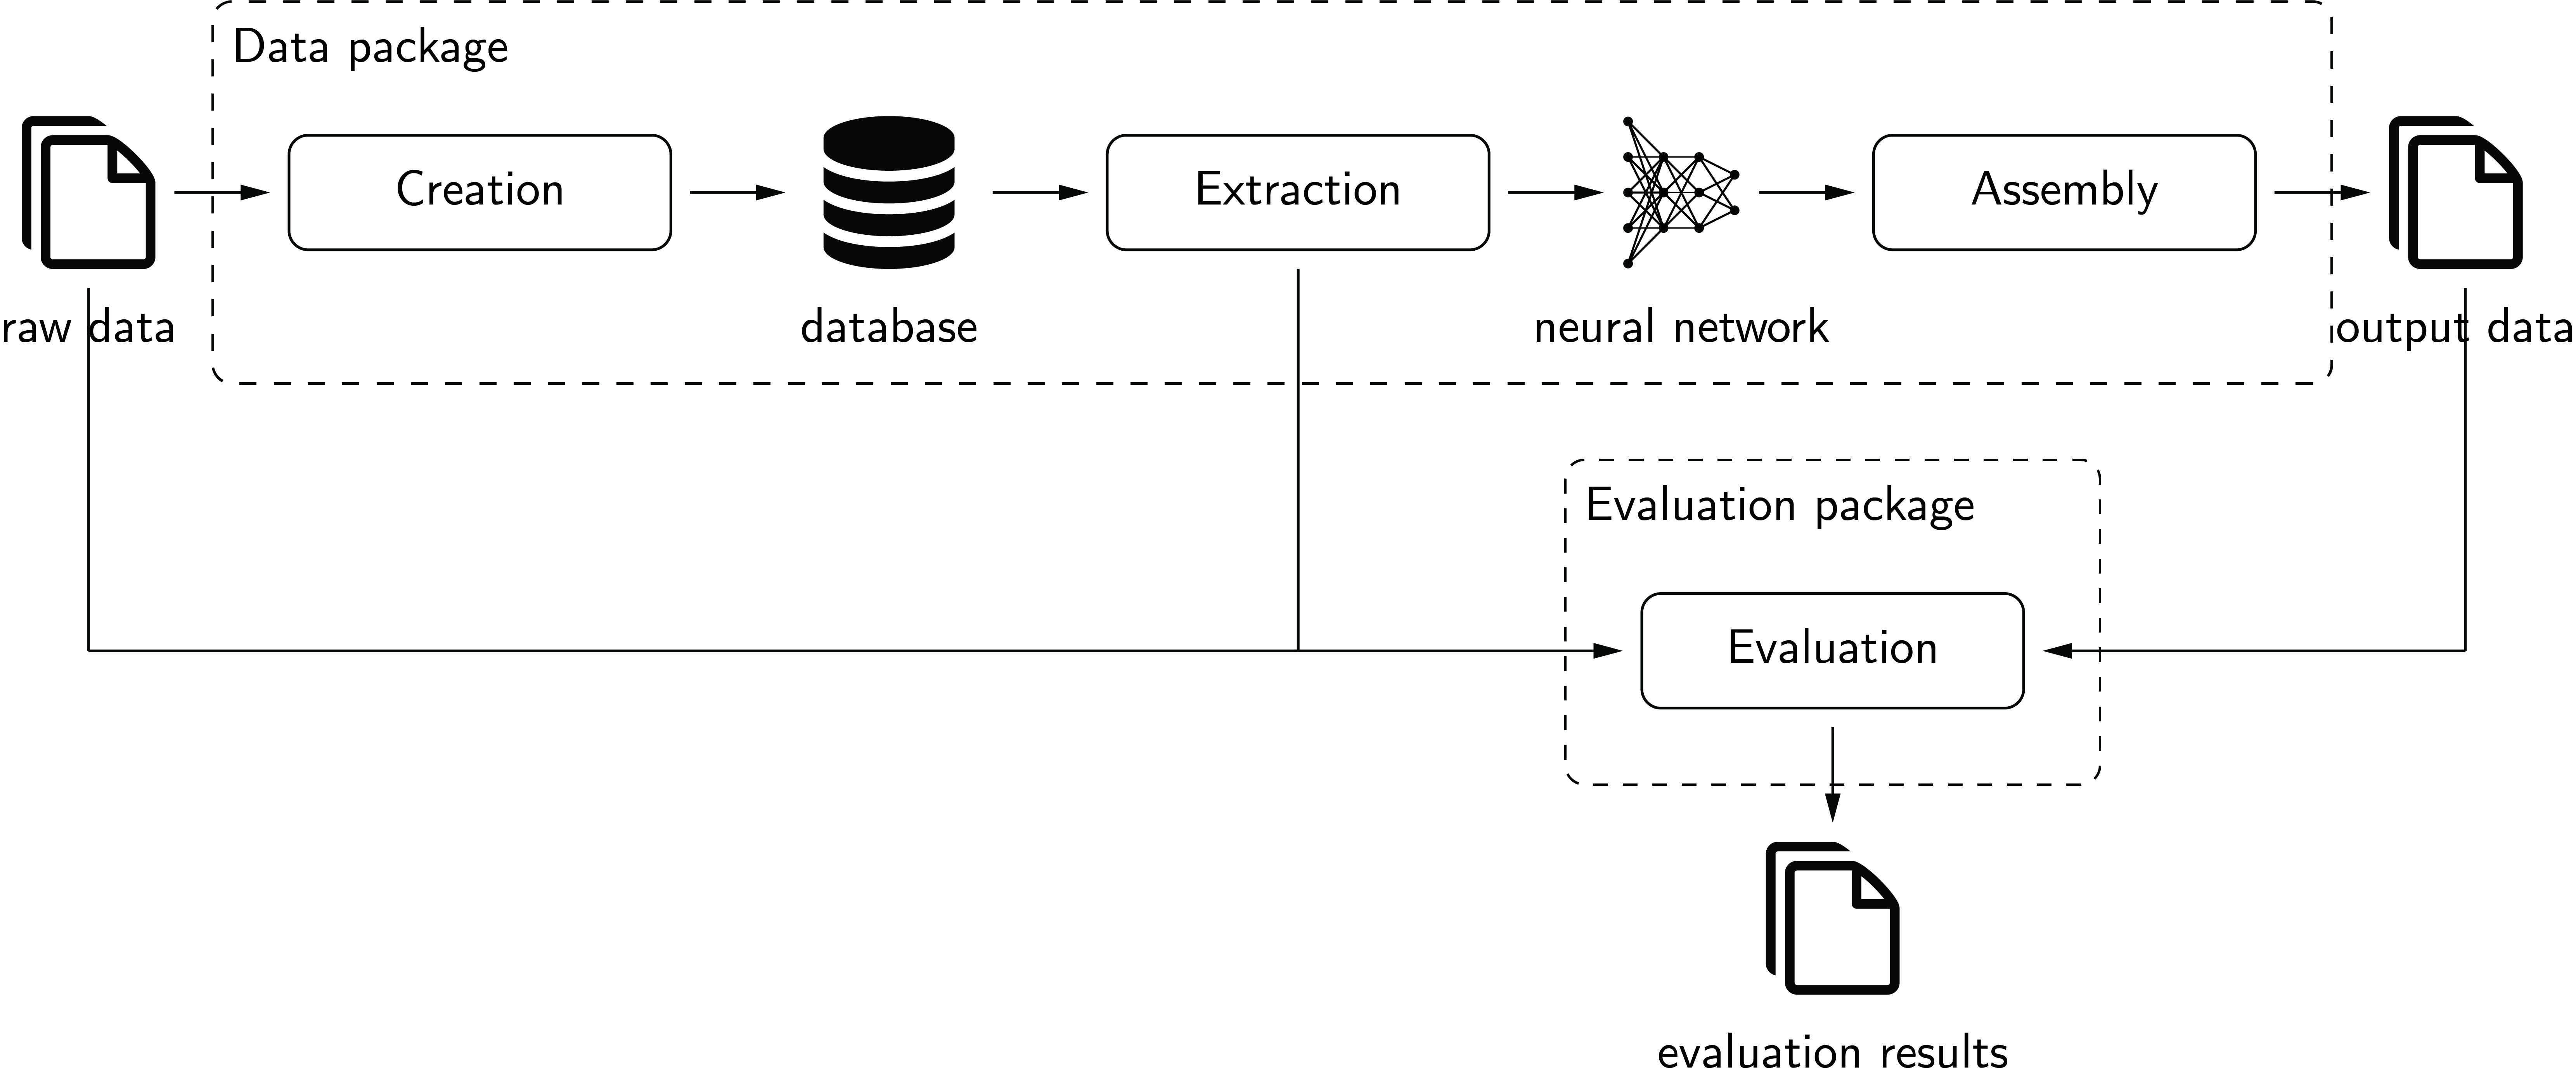 Data package
Creation
Extraction
Assembly
raw data
database
neural network
output data
Evaluation package
Evaluation
evaluation results